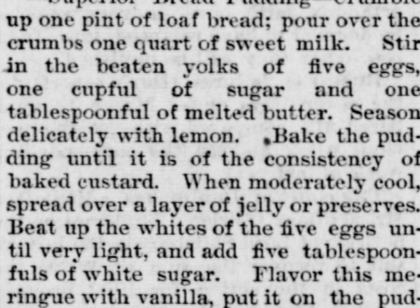 Superior Bread Pudding—Crumble
up one pint of loaf bread; pour over the
crumbs one quart of sweet milk. Stir
in the beaten yolks of five eggs,
one cupful of sugar and one
tablespoonful of melted butter. Season
delicately with lemon. Bake the pud-
ding until it is of the consistency of
baked custard. When moderately cool,
spread over a layer of jelly or preserves.
Beat up the whites of the five eggs un-
til very light, and add five tablespoon-
fuls of white sugar. Flavor this me-
ringue with vanilla, put it on the pud-